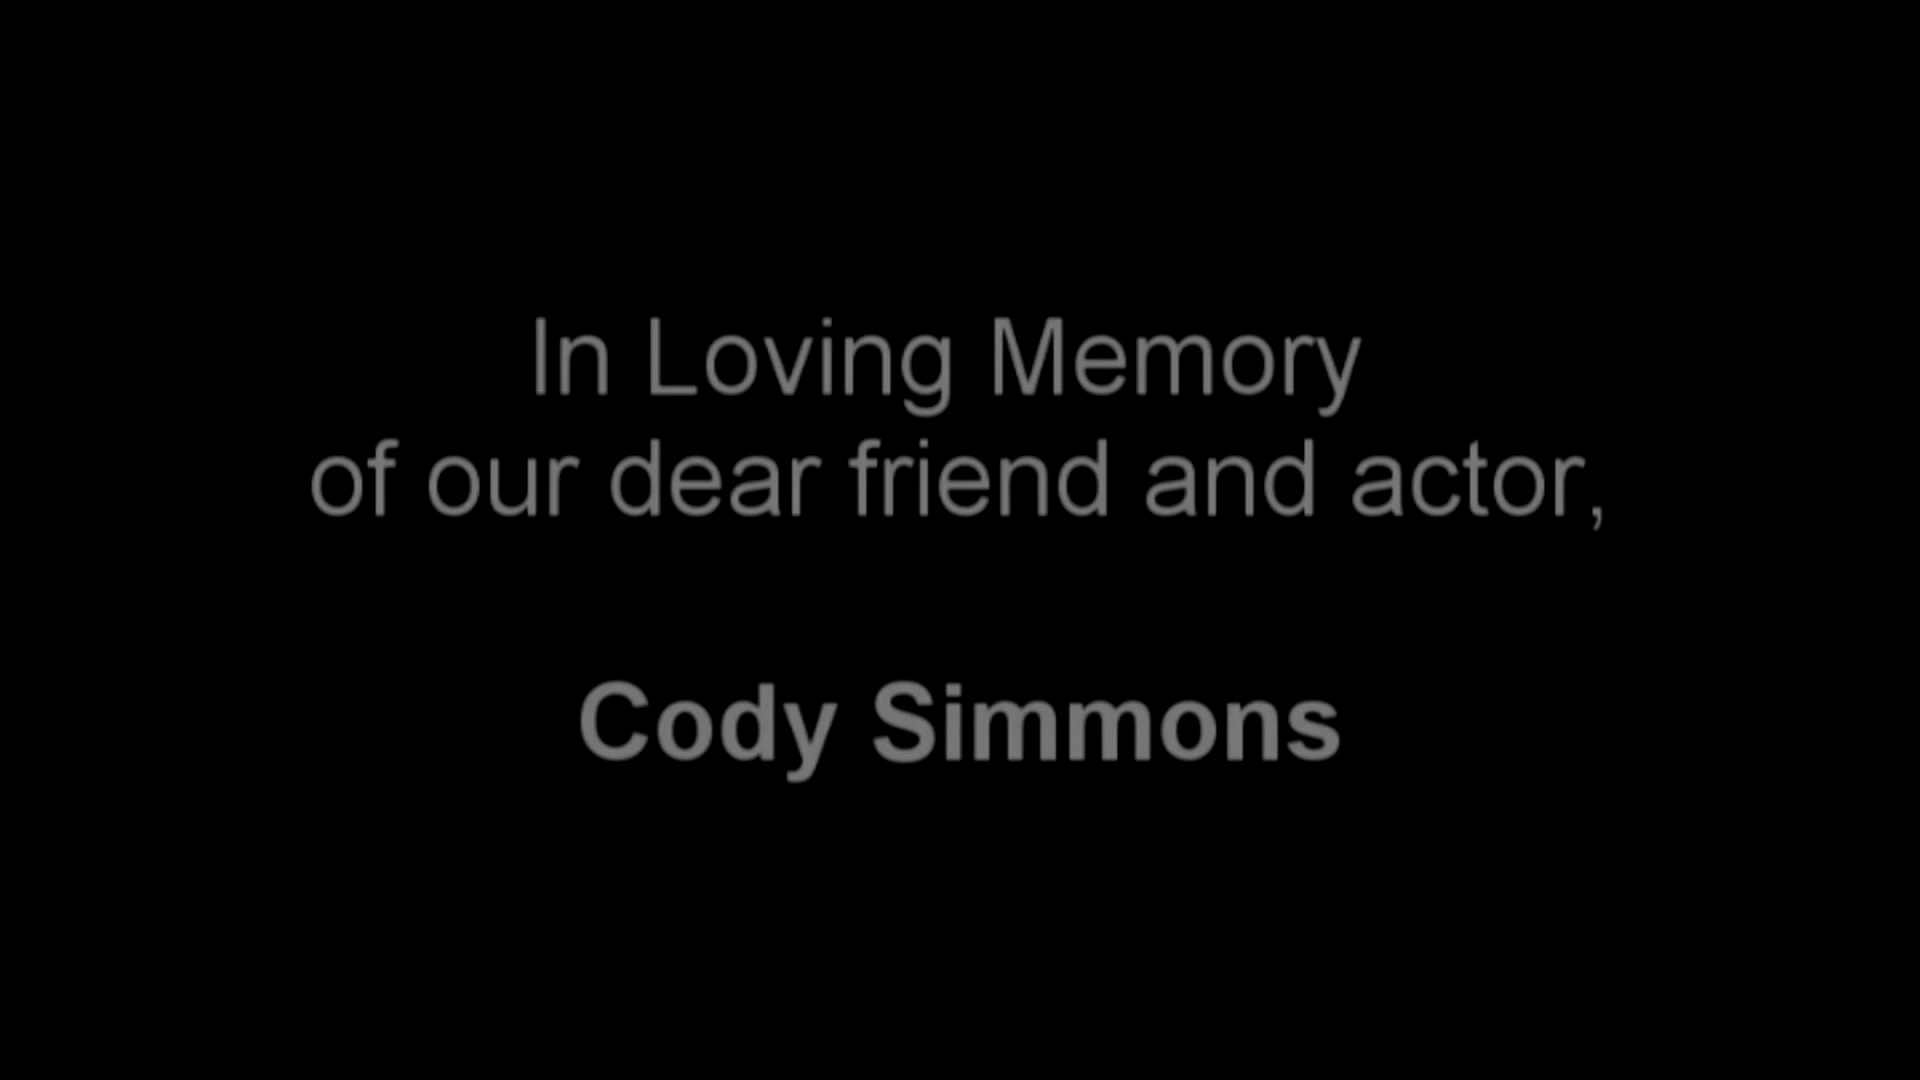 In Loving Memory
of our dear friend and actor,
Cody Simmons